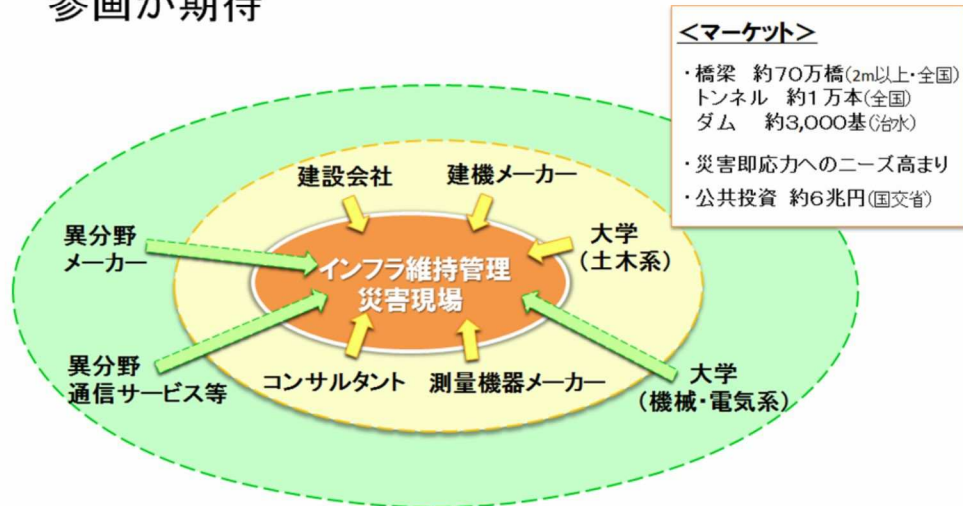 参画が期待
<マーケット>
・橋梁 約70万橋(2m以上・全国)
トンネル 約1万本(全国)
ダム 約3,000基(治水)
・災害即応力へのニーズ高まり
・公共投資 約6兆円(国交省)
建設会社
建機メーカー
異分野
メーカー
大学
(土木系)
インフラ維持管理
災害現場
異分野
通信サービス等
コンサルタント
測量機器メーカー
大学
(機械・電気系)